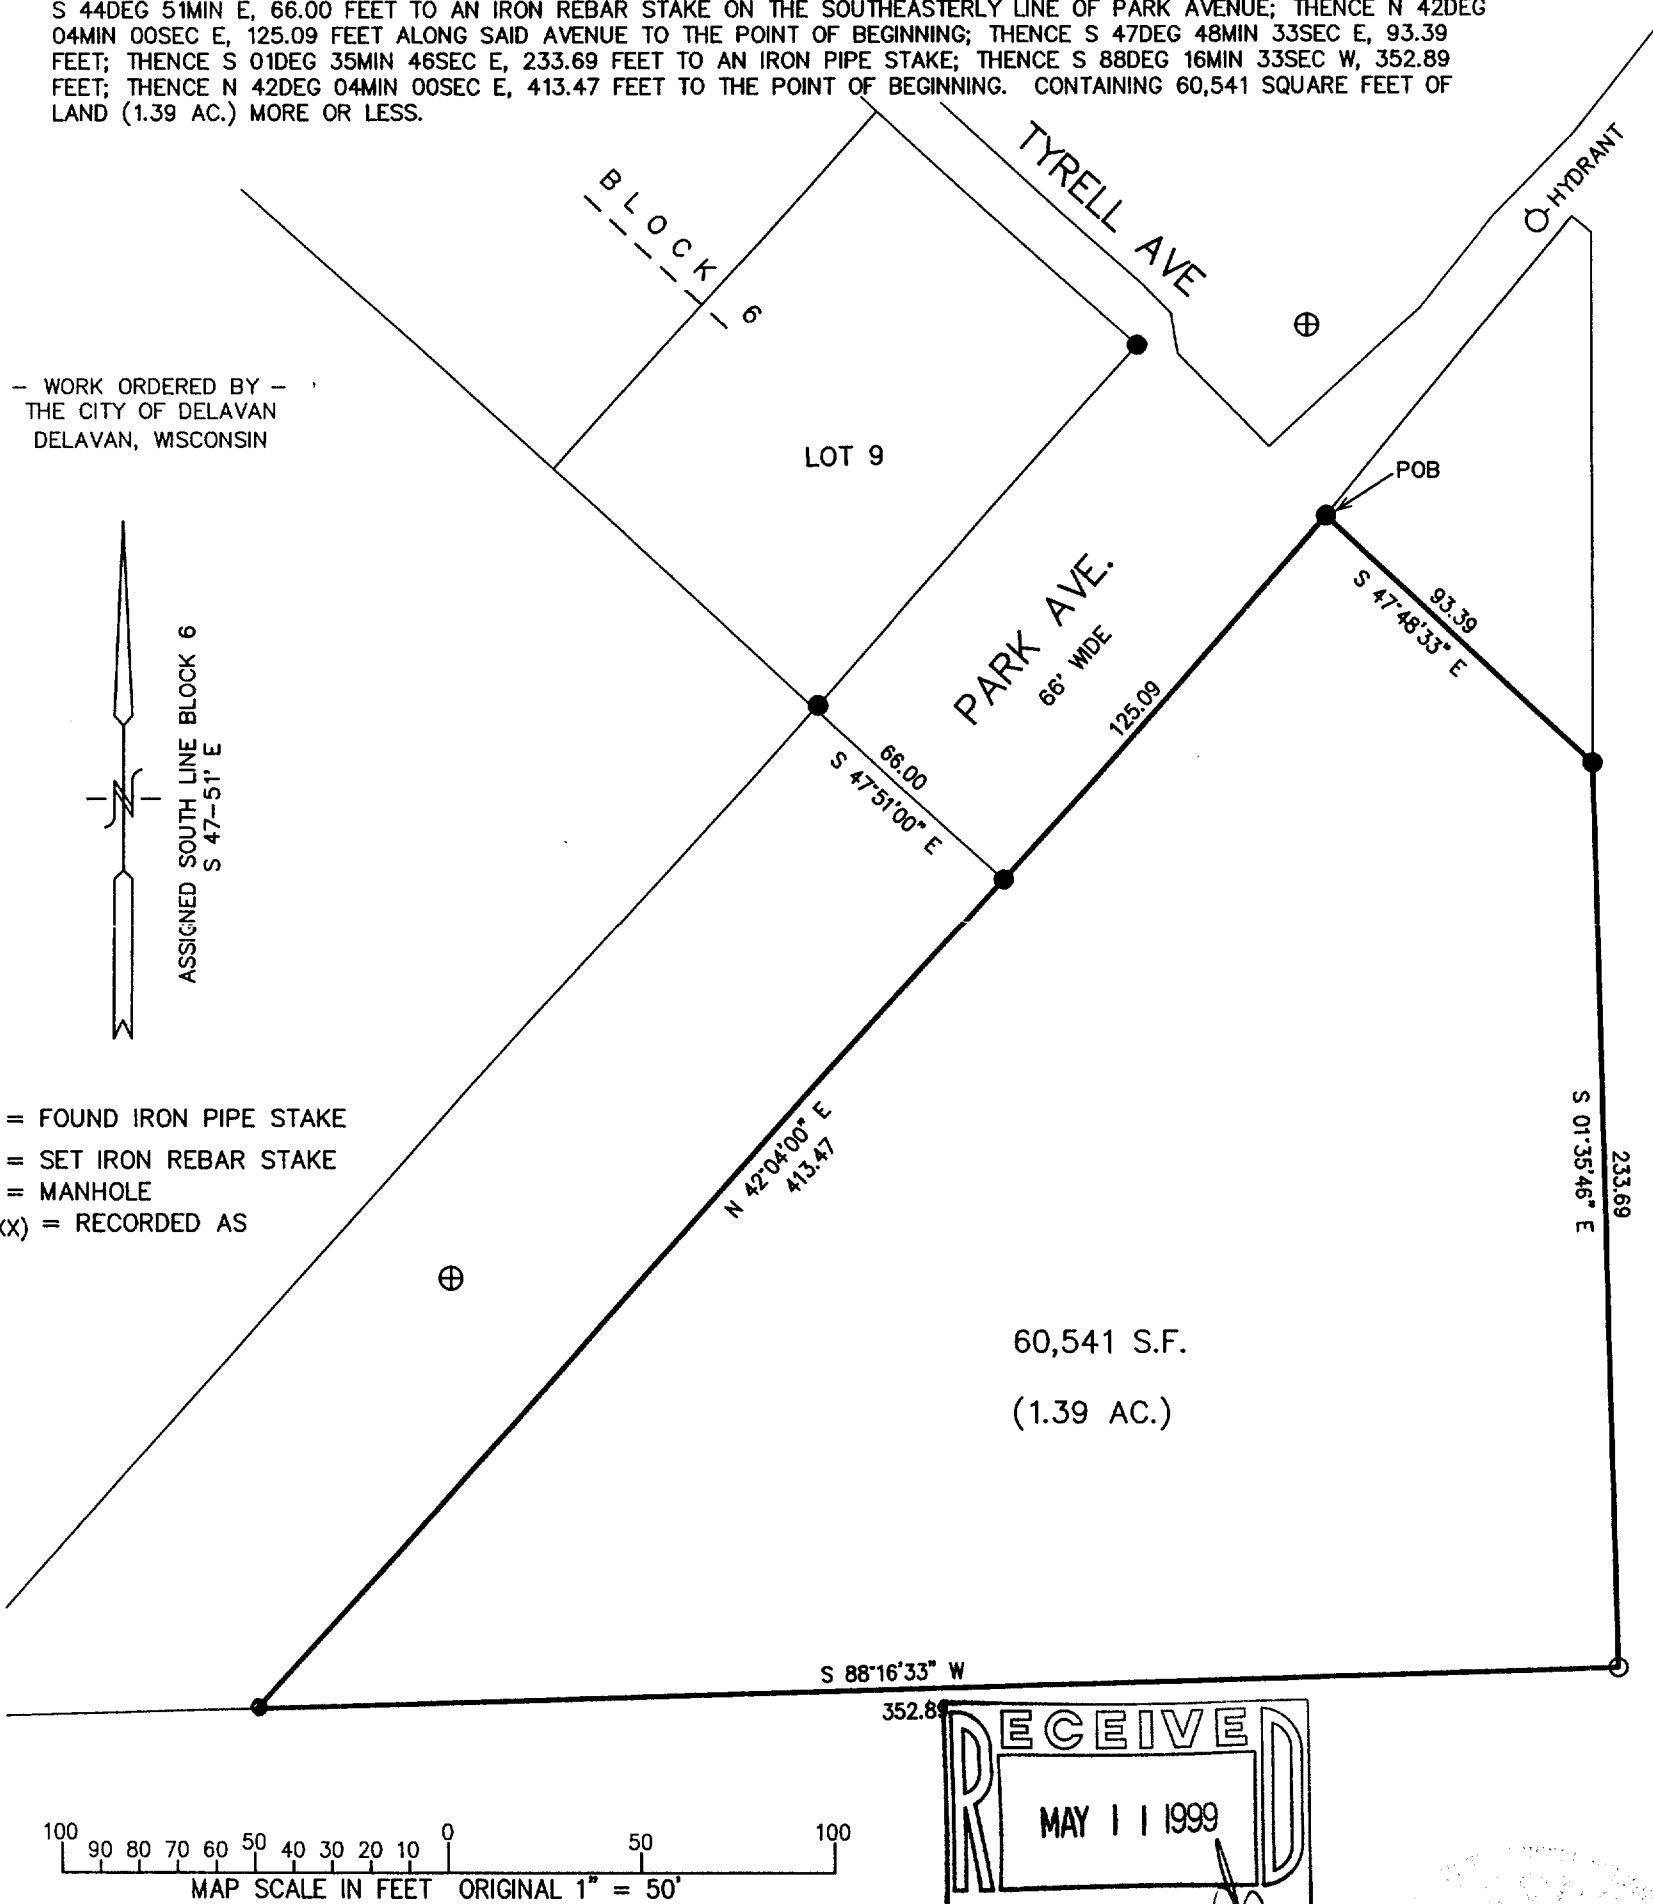 S 44DEG 51MIN E, 66.00 FEET TO AN IRON REBAR STAKE ON THE SOUTHEASTERLY LINE OF PARK AVENUE; THENCE N 42DEG
04MIN 00SEC E, 125.09 FEET ALONG SAID AVENUE TO THE POINT OF BEGINNING; THENCE S 47DEG 48MIN 33SEC E, 93.39
FEET; THENCE S 01DEG 35MIN 46SEC E, 233.69 FEET TO AN IRON PIPE STAKE; THENCE S 88DEG 16MIN 33SEC W, 352.89
FEET; THENCE N 42DEG 04MIN 00SEC E, 413.47 FEET TO THE POINT OF BEGINNING. CONTAINING 60,541 SQUARE FEET OF
LAND (1.39 AC.) MORE OR LESS.
TYRELL AVE
HYDRANT
BLOCK 6
- WORK ORDERED BY -
THE CITY OF DELAVAN
DELAVAN, WISCONSIN
LOT 9
POB
PARK AVE.
66' WIDE
93.39
S 47°48'33" E
125.09
66.00
S 47°51'00" E
N
ASSIGNED SOUTH LINE BLOCK 6
S 47-51' E
= FOUND IRON PIPE STAKE
= SET IRON REBAR STAKE
= MANHOLE
(X) = RECORDED AS
N 42°04'00" E
413.47
S 01°35'46" E
233.69
60,541 S.F.
(1.39 AC.)
S 88°16'33" W
352.89
RECEIVED
MAY 11 1999
100 90 80 70 60 50 40 30 20 10 0 50 100
MAP SCALE IN FEET ORIGINAL 1" = 50'